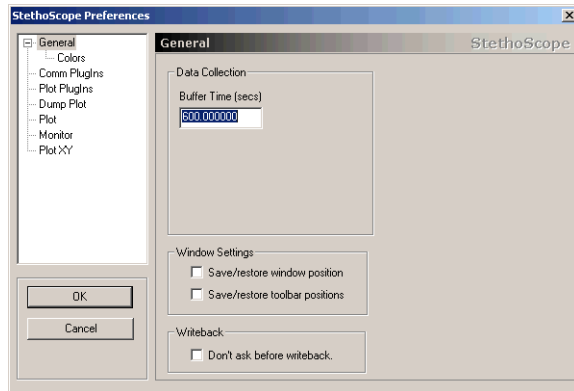 StethoScope Preferences
General
Colors
Comm PlugIns
Plot PlugIns
Dump Plot
Plot
Monitor
Plot XY
OK
Cancel
General
StethoScope
Data Collection
Buffer Time (secs)
600.000000
Window Settings
Save/restore window position
Save/restore toolbar positions
Writeback
Don't ask before writeback.